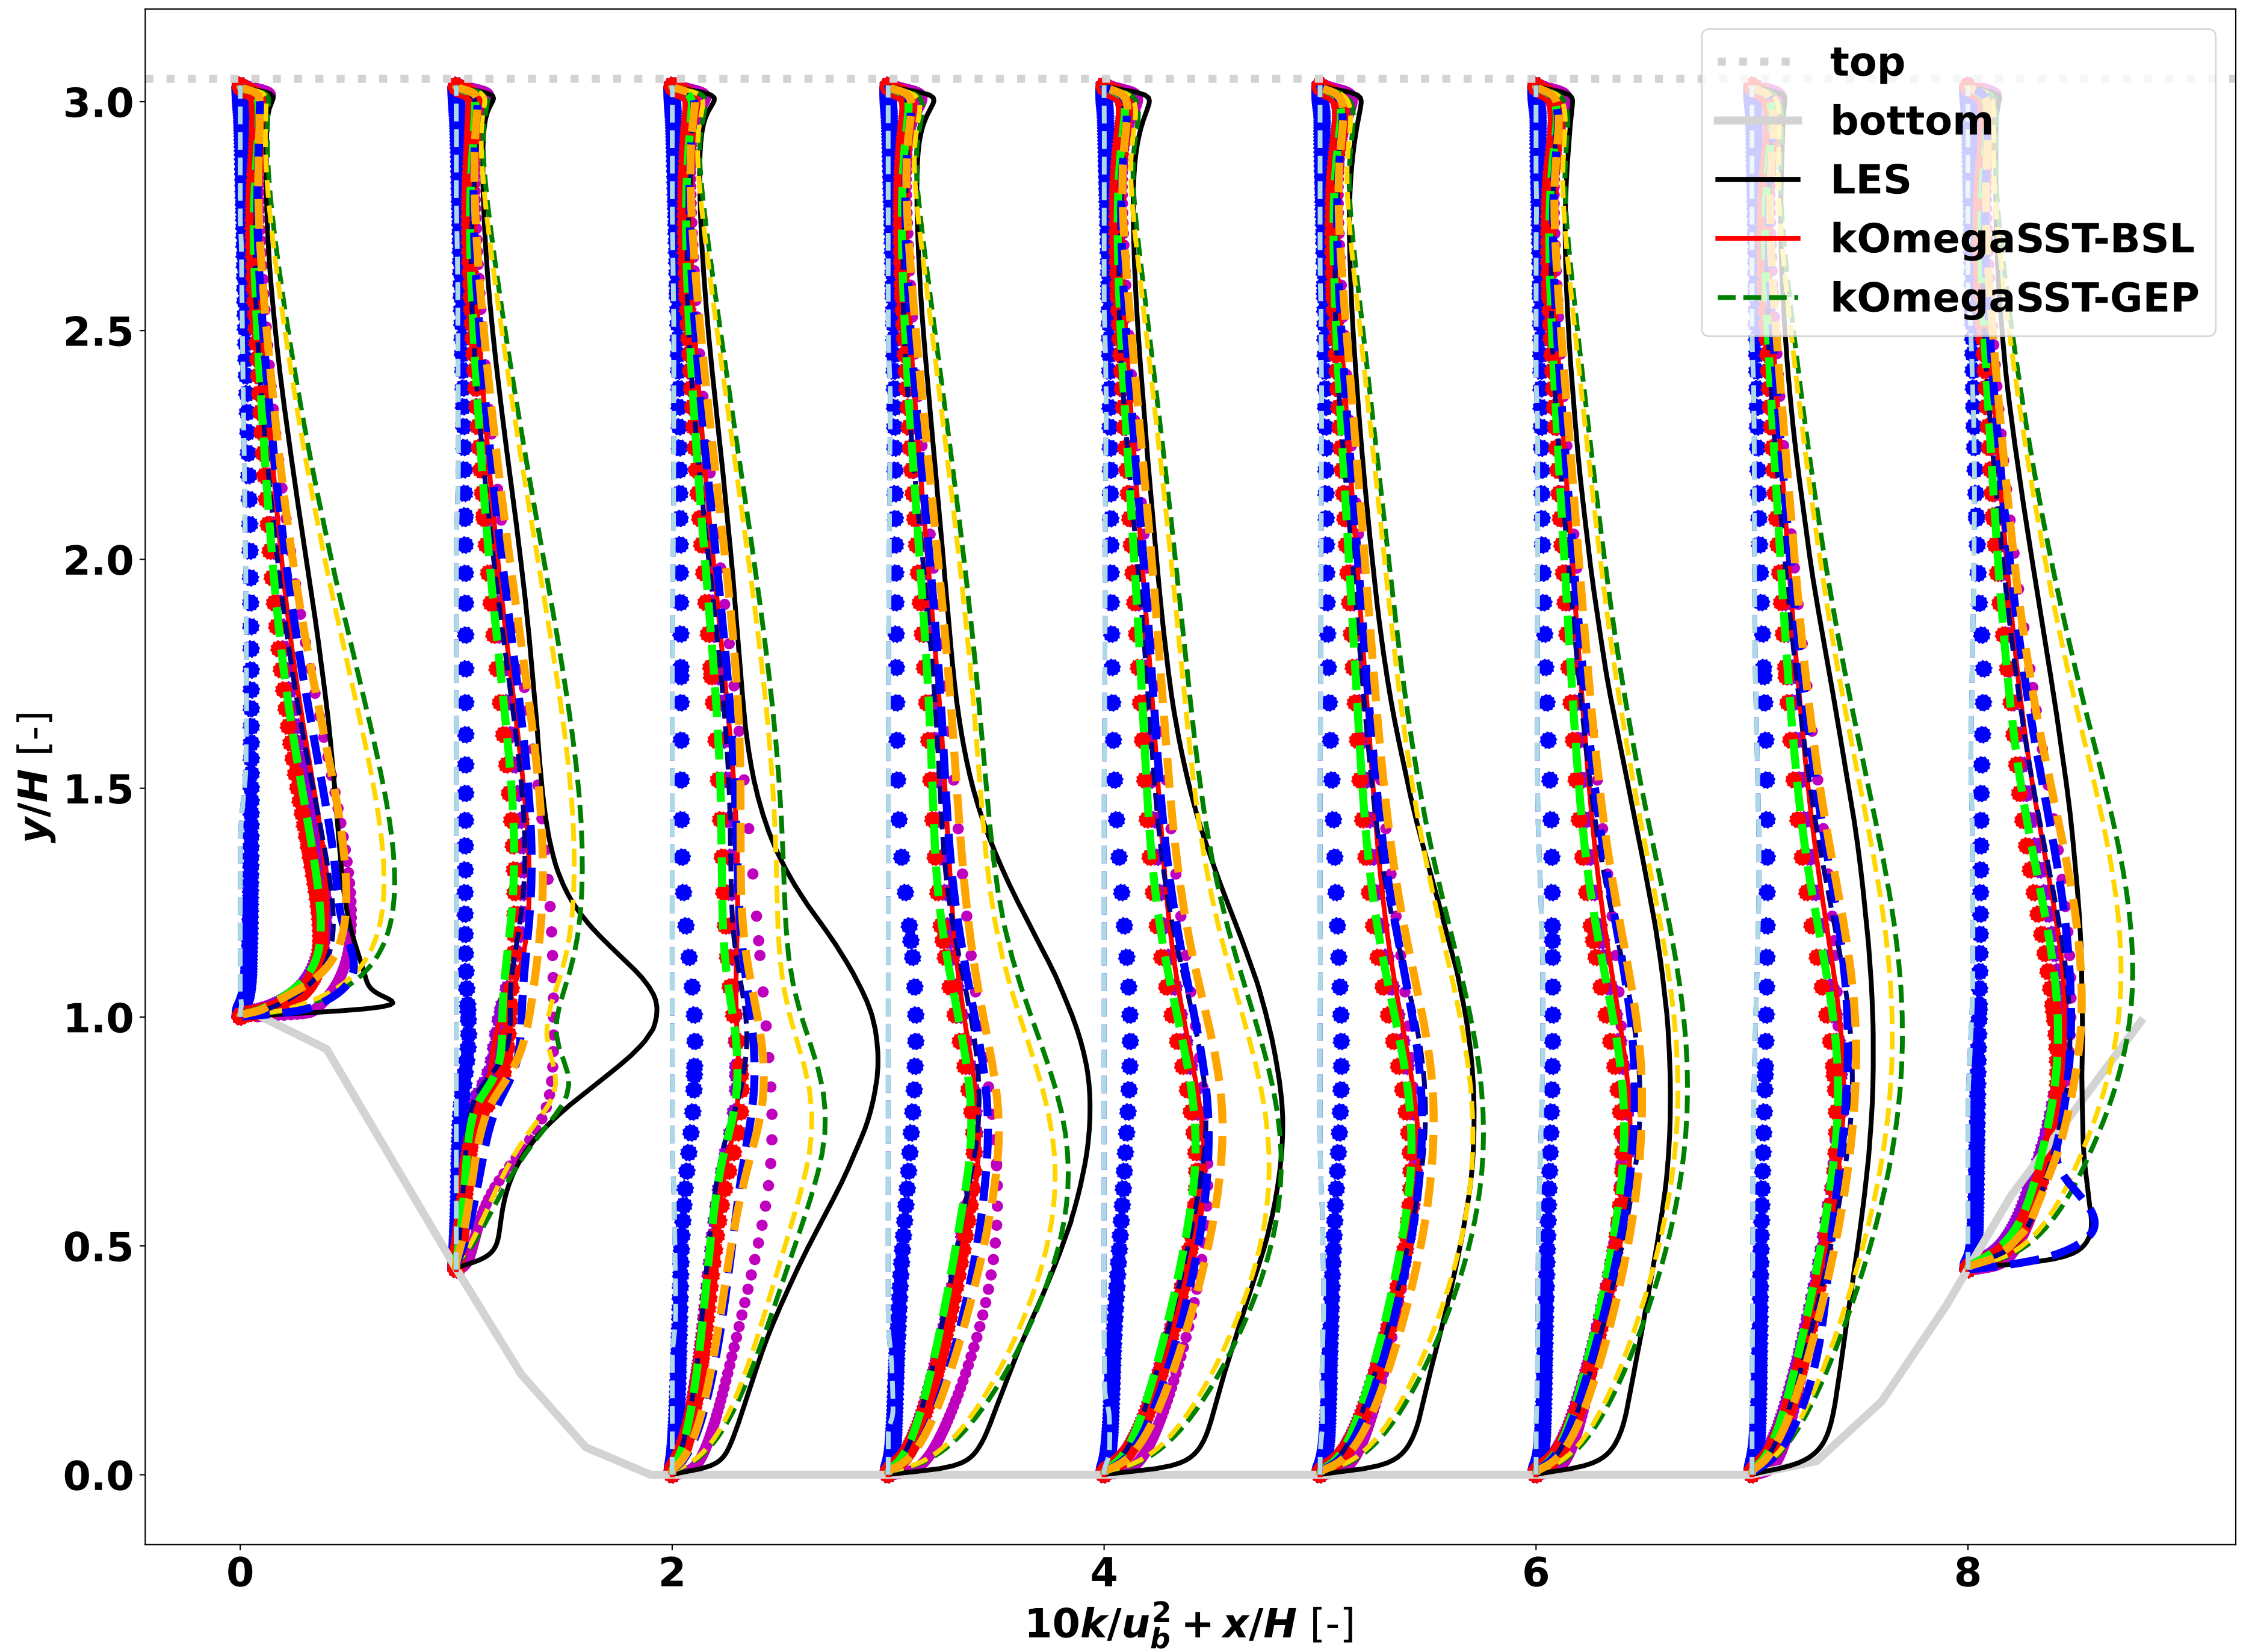 top
bottom
LES
kOmegaSST-BSL
kOmegaSST-GEP
3.0
2.5
2.0
1.5
1.0
0.5
0.0
y/H [-]
0 2 4 6 8
10k/u_b^2 + x/H [-]